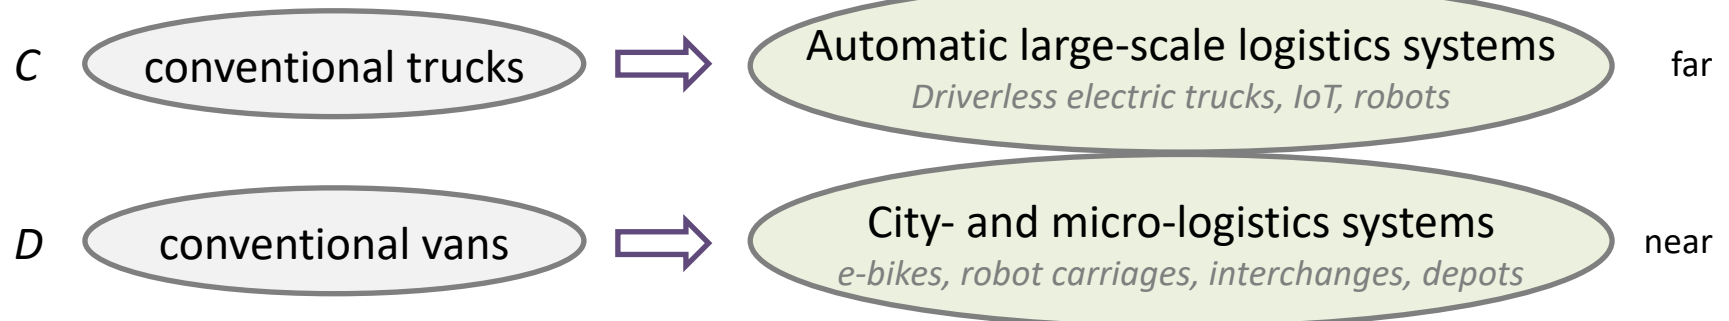 C conventional trucks Automatic large-scale logistics systems far
Driverless electric trucks, IoT, robots
D conventional vans City- and micro-logistics systems near
e-bikes, robot carriages, interchanges, depots